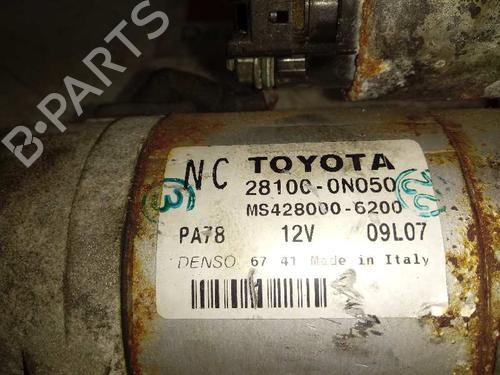 B-PARTS
NC TOYOTA
28100-0N050
MS428000-6200
PA78 12V 09L07
DENSO 67 41 Made in Italy